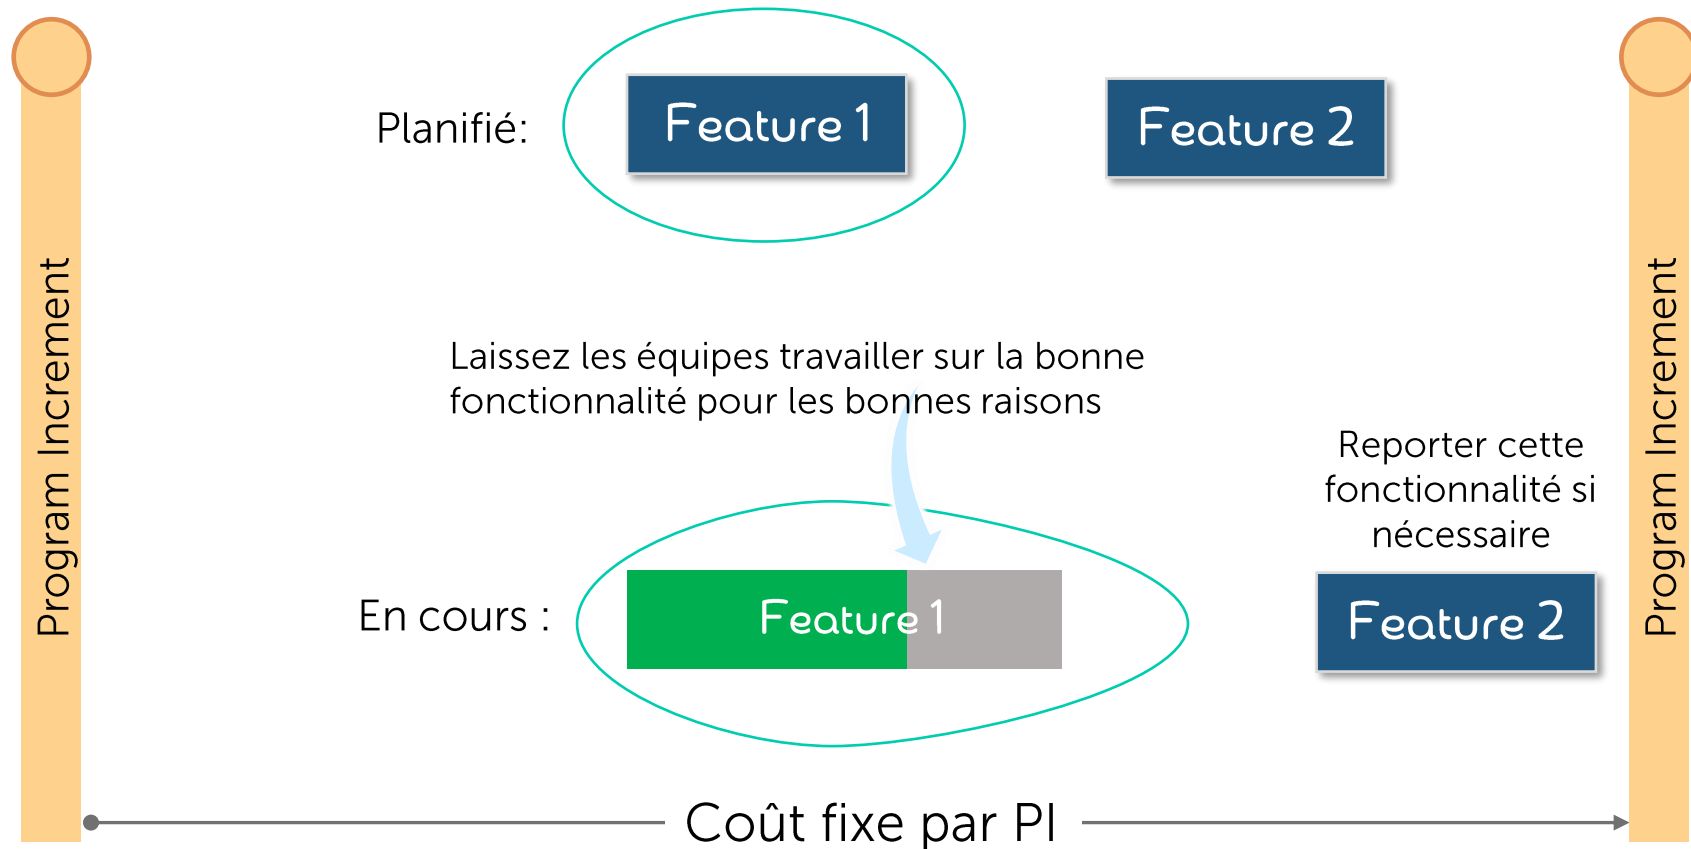 Planifié:
Feature 1
Feature 2
Program Increment
Program Increment
Laissez les équipes travailler sur la bonne
fonctionnalité pour les bonnes raisons
Reporter cette
fonctionnalité si
nécessaire
En cours :
Feature 1
Feature 2
Coût fixe par PI